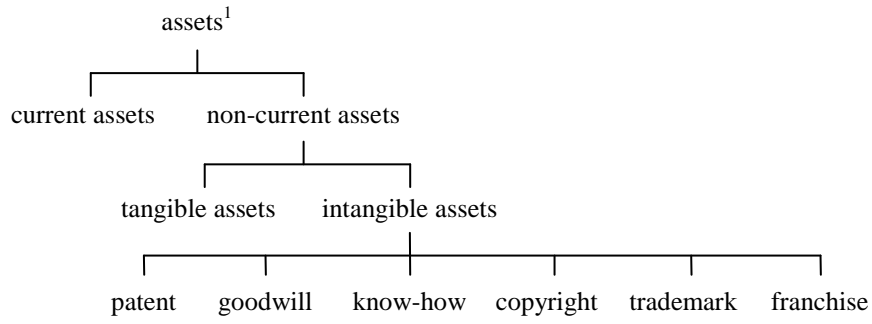 assets¹
current assets non-current assets
tangible assets intangible assets
patent goodwill know-how copyright trademark franchise